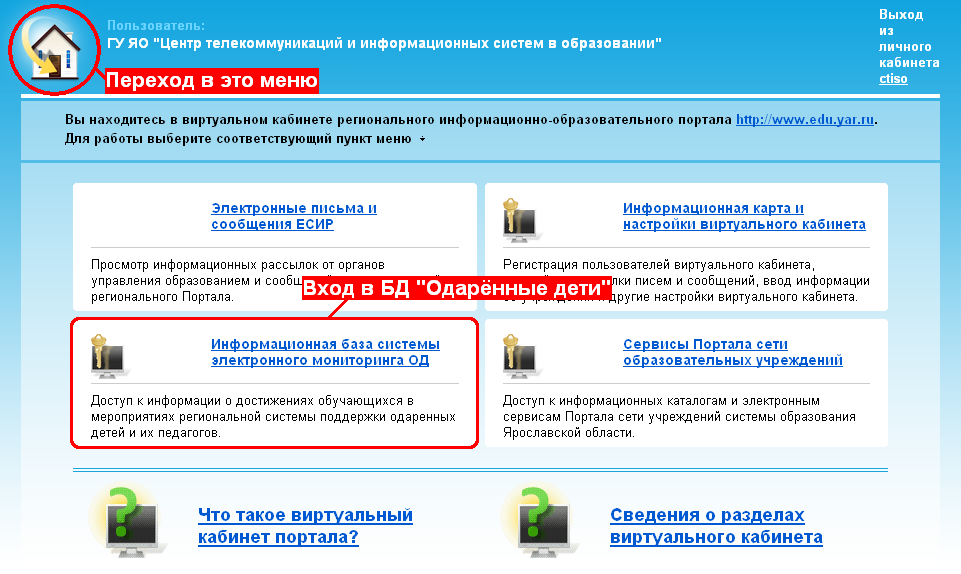 Пользователь:
ГУ ЯО "Центр телекоммуникаций и информационных систем в образовании"
Выход
из
личного
кабинета
ctiso
Переход в это меню
Вы находитесь в виртуальном кабинете регионального информационно-образовательного портала http://www.edu.yar.ru.
Для работы выберите соответствующий пункт меню
Электронные письма и
сообщения ЕСИР
Просмотр информационных рассылок от органов
управления образованием и
регионального Портала.
Информационная карта и
настройки виртуального кабинета
Регистрация пользователей виртуального кабинета,
писем и сообщений, ввод информации
другие настройки виртуального кабинета.
Вход в БД "Одарённые дети"
Информационная база системы
электронного мониторинга ОД
Доступ к информации о достижениях обучающихся в
мероприятиях региональной системы поддержки одаренных
детей и их педагогов.
Сервисы Портала сети
образовательных учреждений
Доступ к информационных каталогам и электронным
сервисам Портала сети учреждений системы образования
Ярославской области.
Что такое виртуальный
кабинет портала?
Сведения о разделах
виртуального кабинета